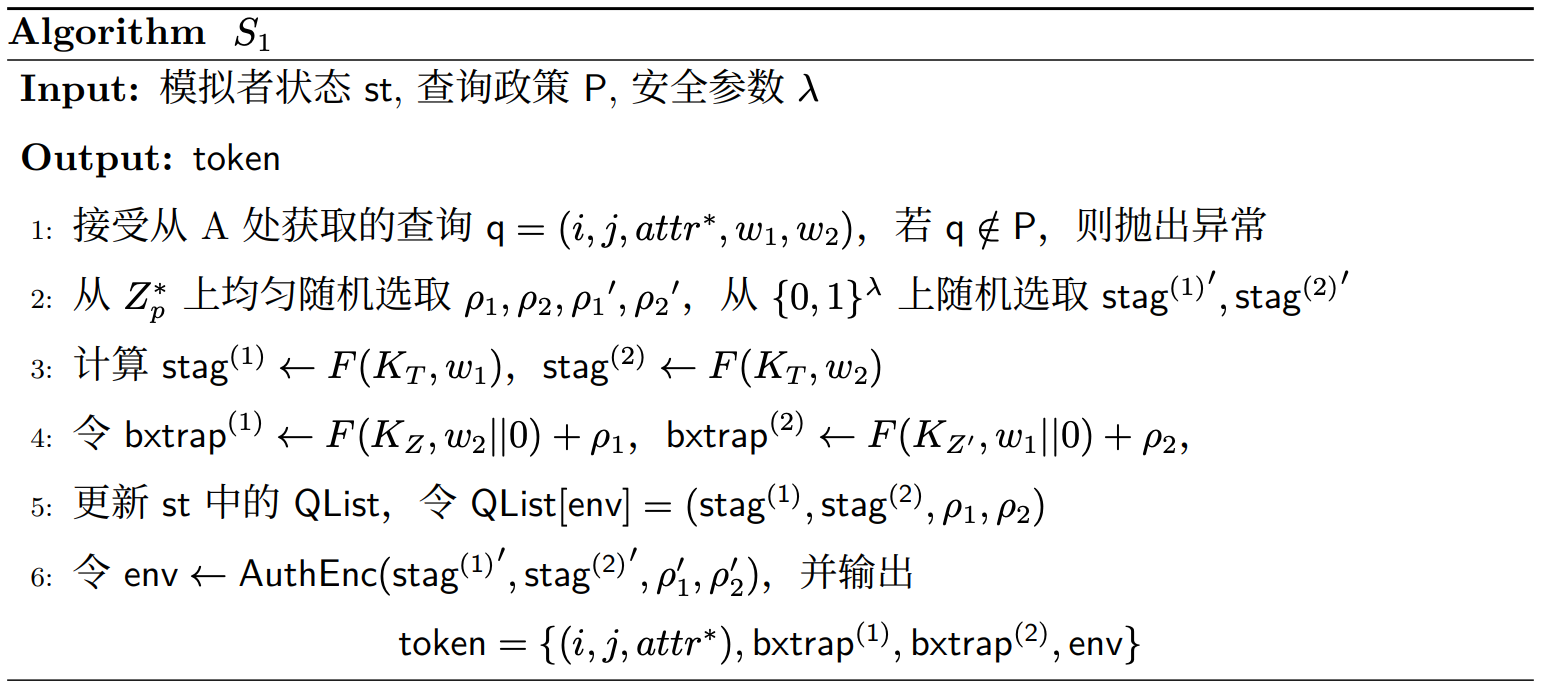 Algorithm S₁
Input: 模拟者状态 st, 查询政策 P, 安全参数 λ
Output: token
1: 接受从 A 处获取的查询 q = (i, j, attr*, w₁, w₂)，若 q ∉ P，则抛出异常
2: 从 Z*ₚ 上均匀随机选取 ρ₁, ρ₂, ρ₁′, ρ₂′，从 {0, 1}^λ 上随机选取 stag⁽¹⁾′, stag⁽²⁾′
3: 计算 stag⁽¹⁾ ← F(K_T, w₁)，stag⁽²⁾ ← F(K_T, w₂)
4: 令 bxtrap⁽¹⁾ ← F(K_Z, w₂||0) + ρ₁，bxtrap⁽²⁾ ← F(K_Z′, w₁||0) + ρ₂,
5: 更新 st 中的 QList，令 QList[env] = (stag⁽¹⁾, stag⁽²⁾, ρ₁, ρ₂)
6: 令 env ← AuthEnc(stag⁽¹⁾′, stag⁽²⁾′, ρ′₁, ρ′₂)，并输出
token = {(i, j, attr*), bxtrap⁽¹⁾, bxtrap⁽²⁾, env}